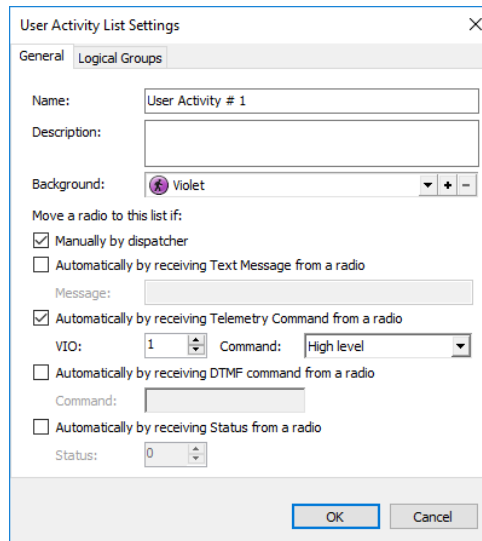 User Activity List Settings
General Logical Groups
Name: User Activity # 1
Description:
Background: Violet
Move a radio to this list if:
Manually by dispatcher
Automatically by receiving Text Message from a radio
Message:
Automatically by receiving Telemetry Command from a radio
VIO: 1 Command: High level
Automatically by receiving DTMF command from a radio
Command:
Automatically by receiving Status from a radio
Status: 0
OK Cancel